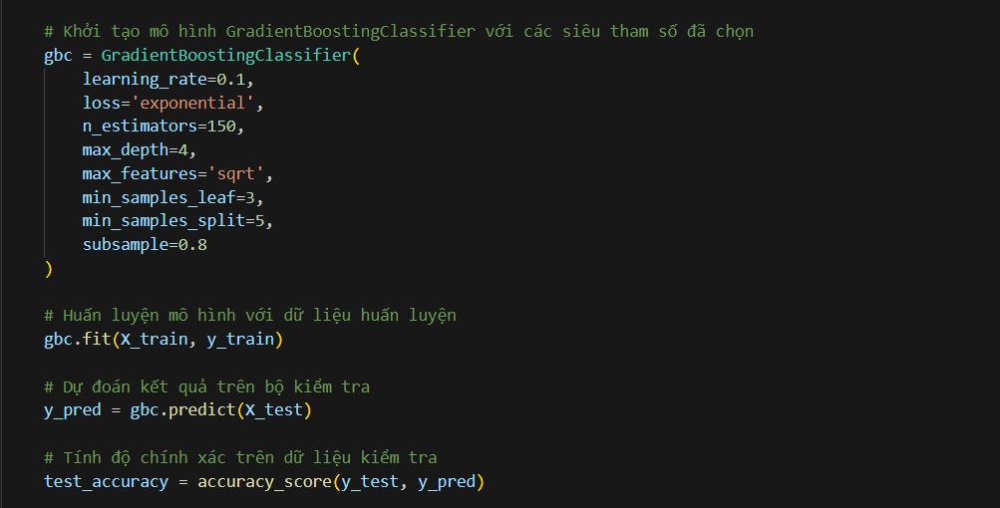 # Khởi tạo mô hình GradientBoostingClassifier với các siêu tham số đã chọn
gbc = GradientBoostingClassifier(
    learning_rate=0.1,
    loss='exponential',
    n_estimators=150,
    max_depth=4,
    max_features='sqrt',
    min_samples_leaf=3,
    min_samples_split=5,
    subsample=0.8
)
# Huấn luyện mô hình với dữ liệu huấn luyện
gbc.fit(X_train, y_train)
# Dự đoán kết quả trên bộ kiểm tra
y_pred = gbc.predict(X_test)
# Tính độ chính xác trên dữ liệu kiểm tra
test_accuracy = accuracy_score(y_test, y_pred)